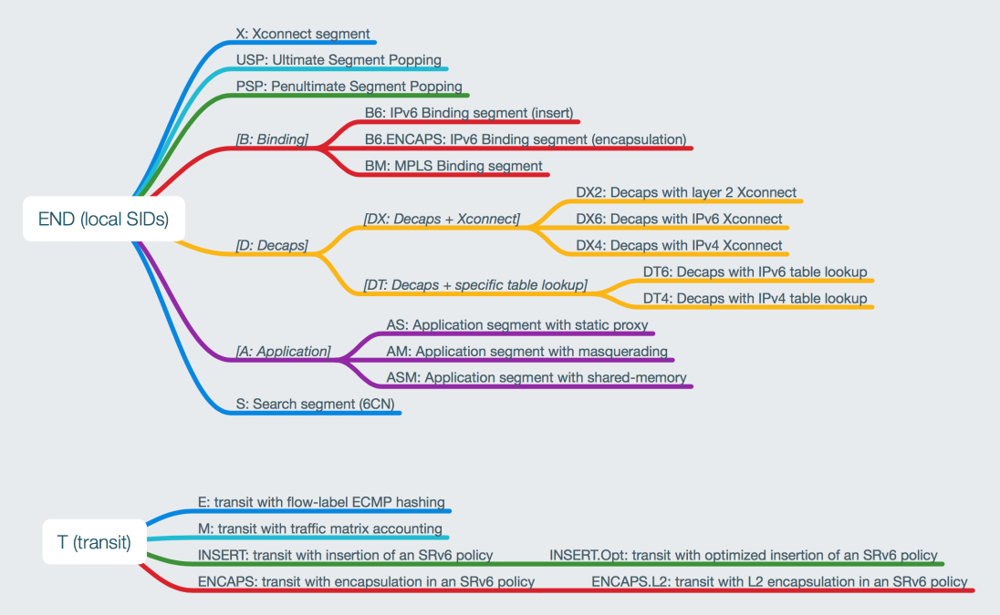 X: Xconnect segment
USP: Ultimate Segment Popping
PSP: Penultimate Segment Popping
[B: Binding]
B6: IPv6 Binding segment (insert)
B6.ENCAPS: IPv6 Binding segment (encapsulation)
BM: MPLS Binding segment
END (local SIDs)
[D: Decaps]
[DX: Decaps + Xconnect]
DX2: Decaps with layer 2 Xconnect
DX6: Decaps with IPv6 Xconnect
DX4: Decaps with IPv4 Xconnect
[DT: Decaps + specific table lookup]
DT6: Decaps with IPv6 table lookup
DT4: Decaps with IPv4 table lookup
[A: Application]
AS: Application segment with static proxy
AM: Application segment with masquerading
ASM: Application segment with shared-memory
S: Search segment (6CN)
T (transit)
E: transit with flow-label ECMP hashing
M: transit with traffic matrix accounting
INSERT: transit with insertion of an SRv6 policy
INSERT.Opt: transit with optimized insertion of an SRv6 policy
ENCAPS: transit with encapsulation in an SRv6 policy
ENCAPS.L2: transit with L2 encapsulation in an SRv6 policy